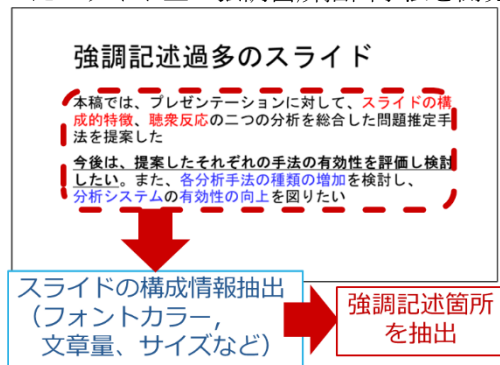 強調記述過多のスライド
本稿では、プレゼンテーションに対して、スライドの構
成的特徴、聴衆反応の二つの分析を総合した問題推定手
法を提案した
今後は、提案したそれぞれの手法の有効性を評価し検討
したい。また、各分析手法の種類の増加を検討し、
分析システムの有効性の向上を図りたい
スライドの構成情報抽出
（フォントカラー,
文章量、サイズなど）
強調記述箇所
を抽出